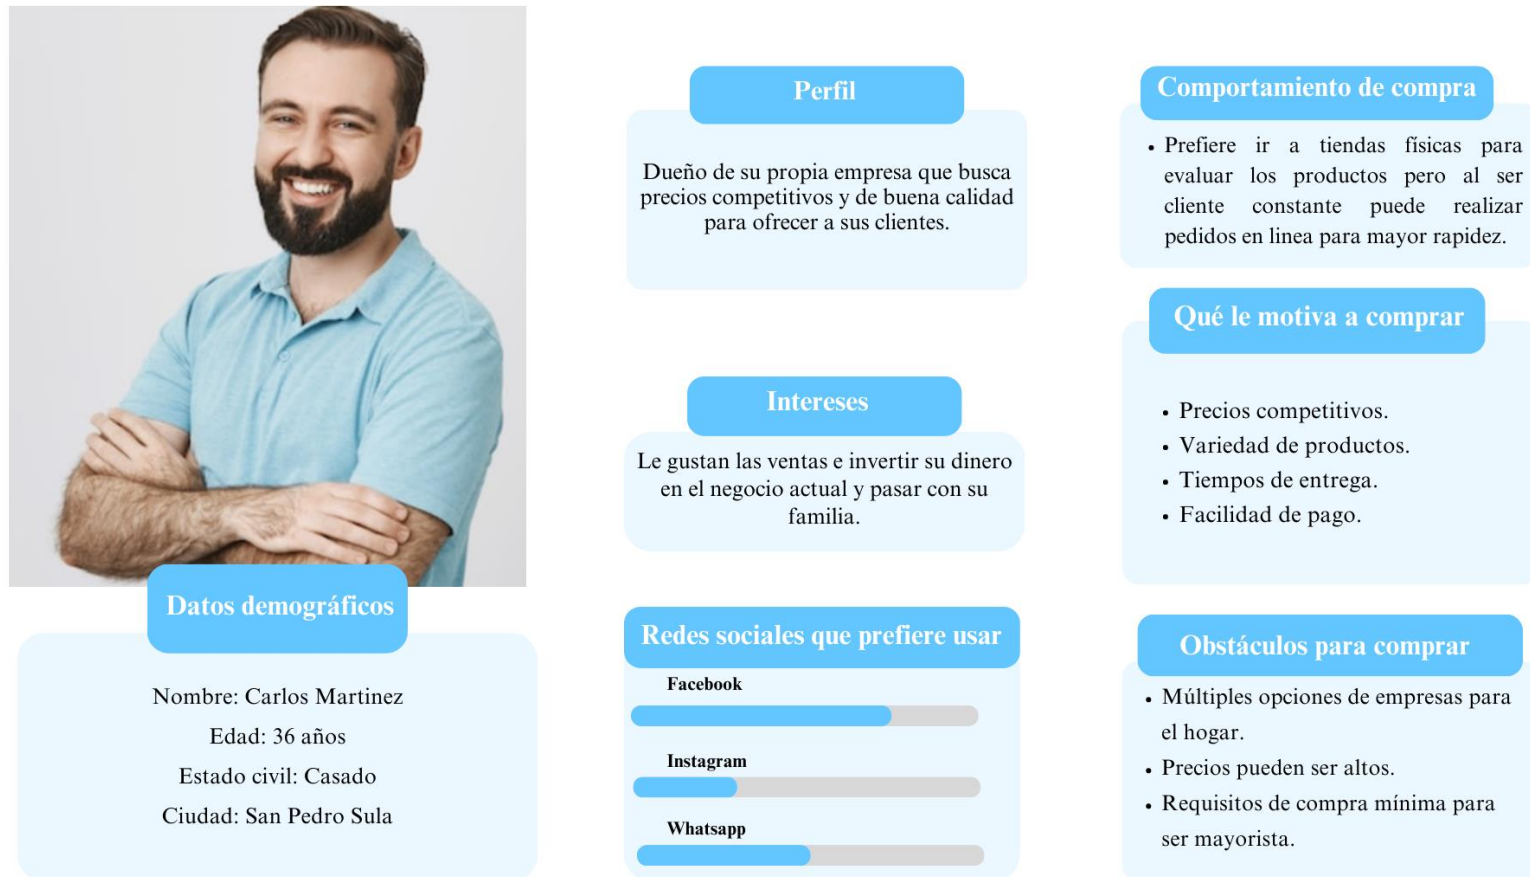 Perfil
Dueño de su propia empresa que busca
precios competitivos y de buena calidad
para ofrecer a sus clientes.
Intereses
Le gustan las ventas e invertir su dinero
en el negocio actual y pasar con su
familia.
Datos demográficos
Nombre: Carlos Martinez
Edad: 36 años
Estado civil: Casado
Ciudad: San Pedro Sula
Redes sociales que prefiere usar
Facebook
Instagram
Whatsapp
Comportamiento de compra
• Prefiere ir a tiendas físicas para
evaluar los productos pero al ser
cliente constante puede realizar
pedidos en linea para mayor rapidez.
Qué le motiva a comprar
• Precios competitivos.
• Variedad de productos.
• Tiempos de entrega.
• Facilidad de pago.
Obstáculos para comprar
• Múltiples opciones de empresas para
el hogar.
• Precios pueden ser altos.
• Requisitos de compra mínima para
ser mayorista.